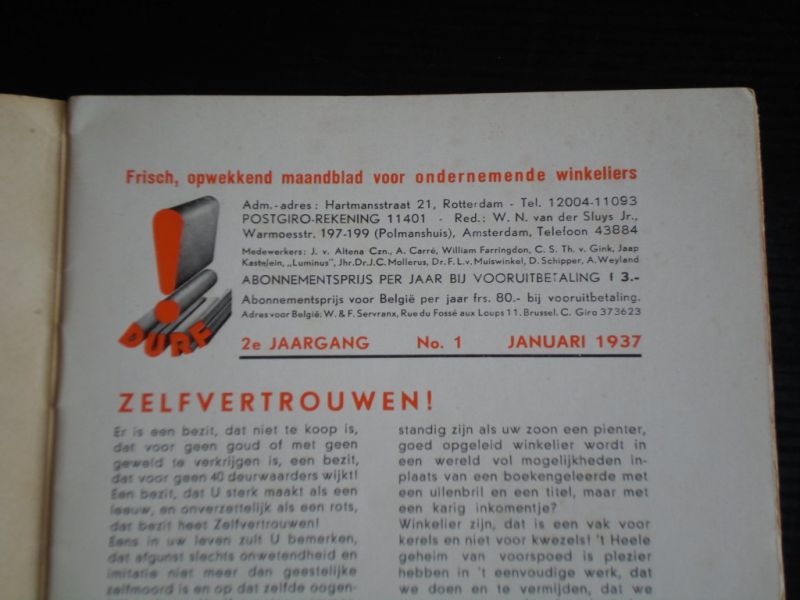 Frisch, opwekkend maandblad voor ondernemende winkeliers
Adm.-adres: Hartmansstraat 21, Rotterdam - Tel. 12004-11093
POSTGIRO-REKENING 11401 - Red.: W. N. van der Sluys Jr.,
Warmoesstr. 197-199 (Polmanshuis), Amsterdam, Telefoon 43884
Medewerkers: J. v. Altena Czn., A. Carré, William Farringdon, C. S. Th. v. Gink, Jaap
Kastelein, „Luminus", Jhr.Dr.J.C. Mollerus, Dr. F. L.v. Muiswinkel, D. Schipper, A. Weyland
ABONNEMENTSPRIJS PER JAAR BIJ VOORUITBETALING f 3.-
Abonnementsprijs voor België per jaar frs. 80.- bij vooruitbetaling.
Adres voor België: W. & F. Servranx, Rue du Fossé aux Loups 11. Brussel. C. Giro 373623
! DURF
2e JAARGANG No. 1 JANUARI 1937
ZELFVERTROUWEN!
Er is een bezit, dat niet te koop is,
dat voor geen goud of met geen
geweld te verkrijgen is, een bezit,
dat voor geen 40 deurwaarders wijkt!
Een bezit, dat U sterk maakt als een
leeuw, en onverzettelijk als een rots,
dat bezit heet Zelfvertrouwen!
Eens in uw leven zult U bemerken,
dat afgunst slechts onwetendheid en
imitatie niet meer dan geestelijke
zelfmoord is en op dat zelfde oogen-
standig zijn als uw zoon een pienter,
goed opgeleid winkelier wordt in
een wereld vol mogelijkheden in-
plaats van een boekengeleerde met
een uilenbril en een titel, maar met
een karig inkomentje?
Winkelier zijn, dat is een vak voor
kerels en niet voor kwezels! 't Heele
geheim van voorspoed is plezier
hebben in 't eenvoudige werk, dat
we doen en te vermijden, dat we